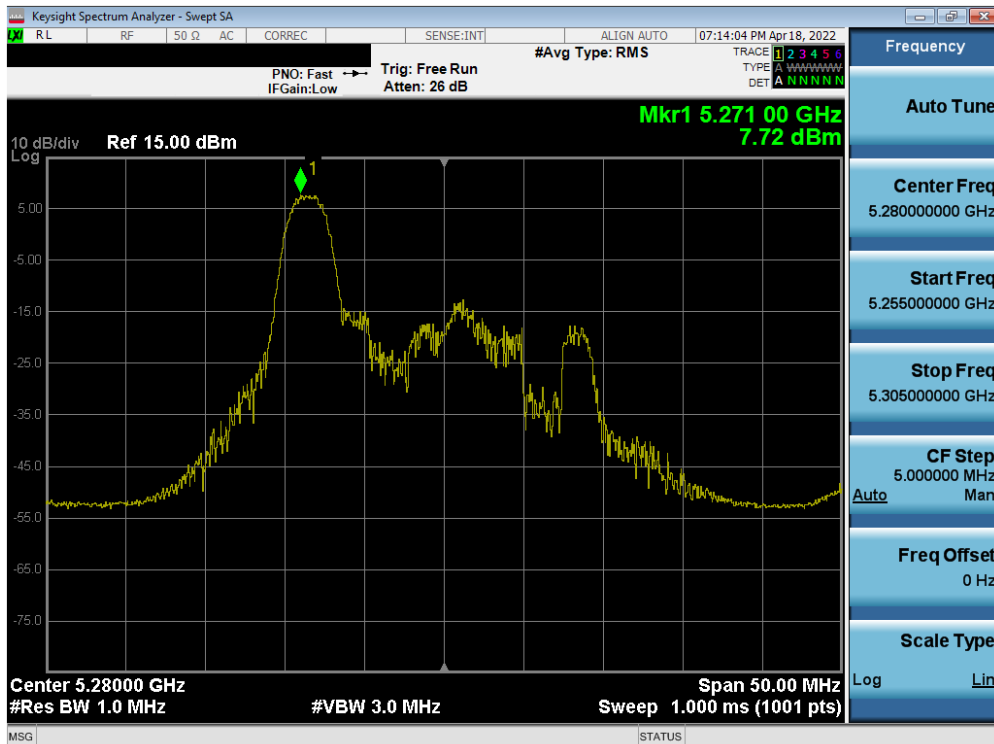 Keysight Spectrum Analyzer - Swept SA
LXI RL RF 50 Ω AC CORREC SENSE:INT ALIGN AUTO 07:14:04 PM Apr 18, 2022
#Avg Type: RMS
TRACE 1 2 3 4 5 6
PNO: Fast Trig: Free Run
TYPE A WWWWW
IFGain:Low Atten: 26 dB
DET A N N N N N
Mkr1 5.271 00 GHz
7.72 dBm
10 dB/div Ref 15.00 dBm
Log
1
5.00
-5.00
-15.0
-25.0
-35.0
-45.0
-55.0
-65.0
-75.0
Center 5.28000 GHz Span 50.00 MHz
#Res BW 1.0 MHz #VBW 3.0 MHz Sweep 1.000 ms (1001 pts)
MSG STATUS
Frequency
Auto Tune
Center Freq
5.280000000 GHz
Start Freq
5.255000000 GHz
Stop Freq
5.305000000 GHz
CF Step
5.000000 MHz
Auto Man
Freq Offset
0 Hz
Scale Type
Log Lin